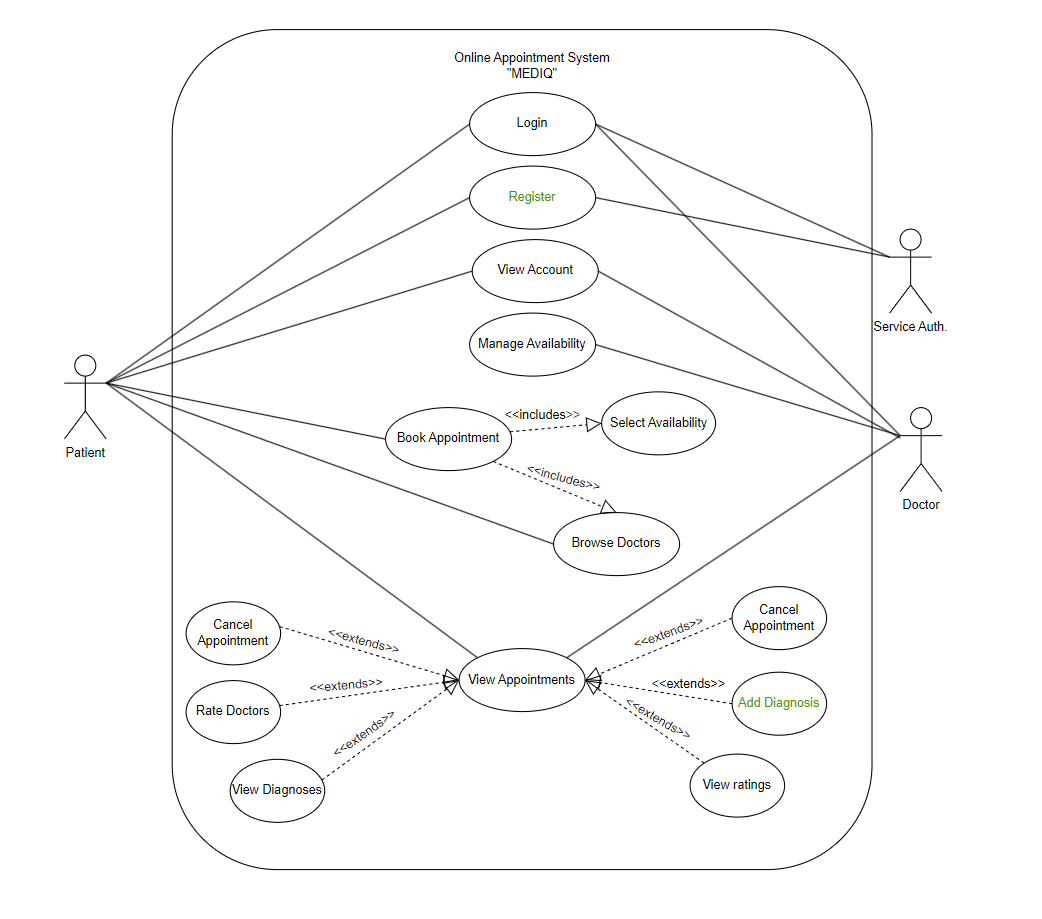 Online Appointment System
"MEDIQ"
Login
Register
View Account
Service Auth.
Manage Availability
Patient
<<includes>>
Select Availability
Book Appointment
<<includes>>
Doctor
Browse Doctors
Cancel
Appointment
<<extends>>
<<extends>>
Cancel
Appointment
View Appointments
<<extends>>
Rate Doctors
<<extends>>
Add Diagnosis
<<extends>>
<<extends>>
View Diagnoses
View ratings